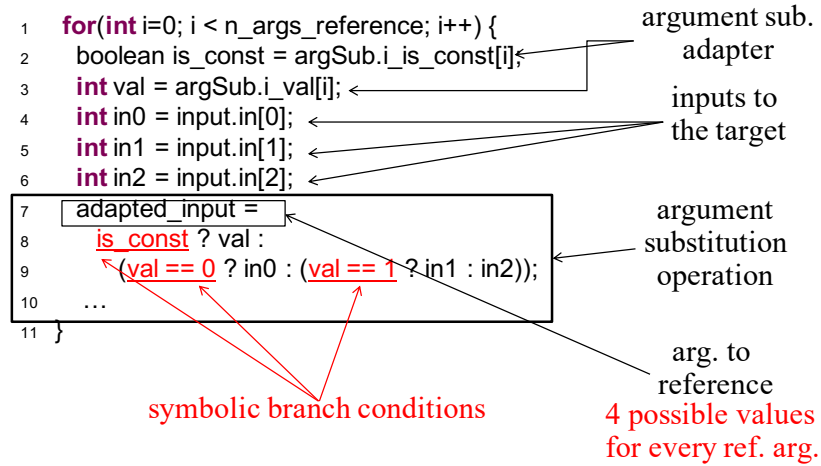 1 for(int i=0; i < n_args_reference; i++) {
2 boolean is_const = argSub.i_is_const[i];
3 int val = argSub.i_val[i];
4 int in0 = input.in[0];
5 int in1 = input.in[1];
6 int in2 = input.in[2];
7 adapted_input =
8 is_const ? val :
9 (val == 0 ? in0 : (val == 1 ? in1 : in2));
10 …
11 }
argument sub.
adapter
inputs to
the target
argument
substitution
operation
arg. to
reference
4 possible values
for every ref. arg.
symbolic branch conditions